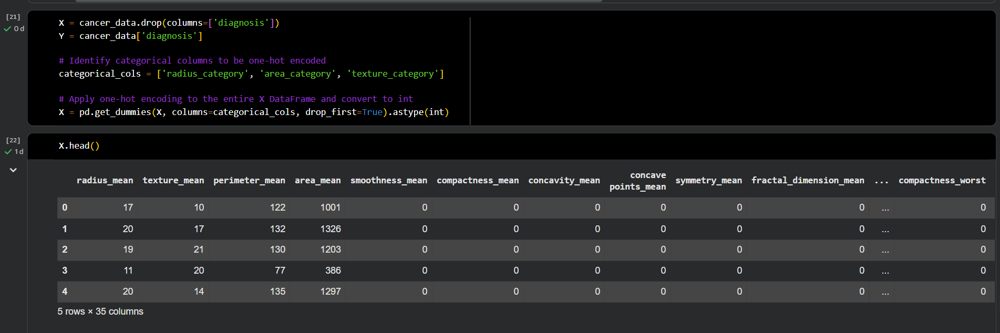 [21]
0 d
X = cancer_data.drop(columns=['diagnosis'])
Y = cancer_data['diagnosis']
# Identify categorical columns to be one-hot encoded
categorical_cols = ['radius_category', 'area_category', 'texture_category']
# Apply one-hot encoding to the entire X DataFrame and convert to int
X = pd.get_dummies(X, columns=categorical_cols, drop_first=True).astype(int)
[22]
1 d
X.head()
radius_mean texture_mean perimeter_mean area_mean smoothness_mean compactness_mean concavity_mean concave points_mean symmetry_mean fractal_dimension_mean ... compactness_worst
0 17 10 122 1001 0 0 0 0 0 0 ... 0
1 20 17 132 1326 0 0 0 0 0 0 ... 0
2 19 21 130 1203 0 0 0 0 0 0 ... 0
3 11 20 77 386 0 0 0 0 0 0 ... 0
4 20 14 135 1297 0 0 0 0 0 0 ... 0
5 rows × 35 columns